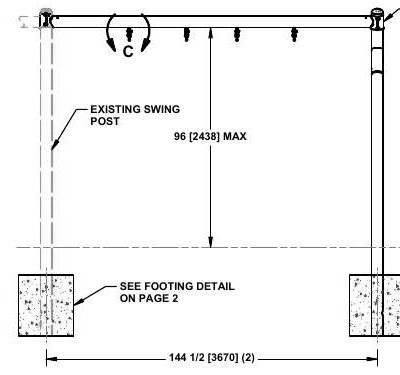 C
EXISTING SWING
POST
96 [2438] MAX
SEE FOOTING DETAIL
ON PAGE 2
144 1/2 [3670] (2)